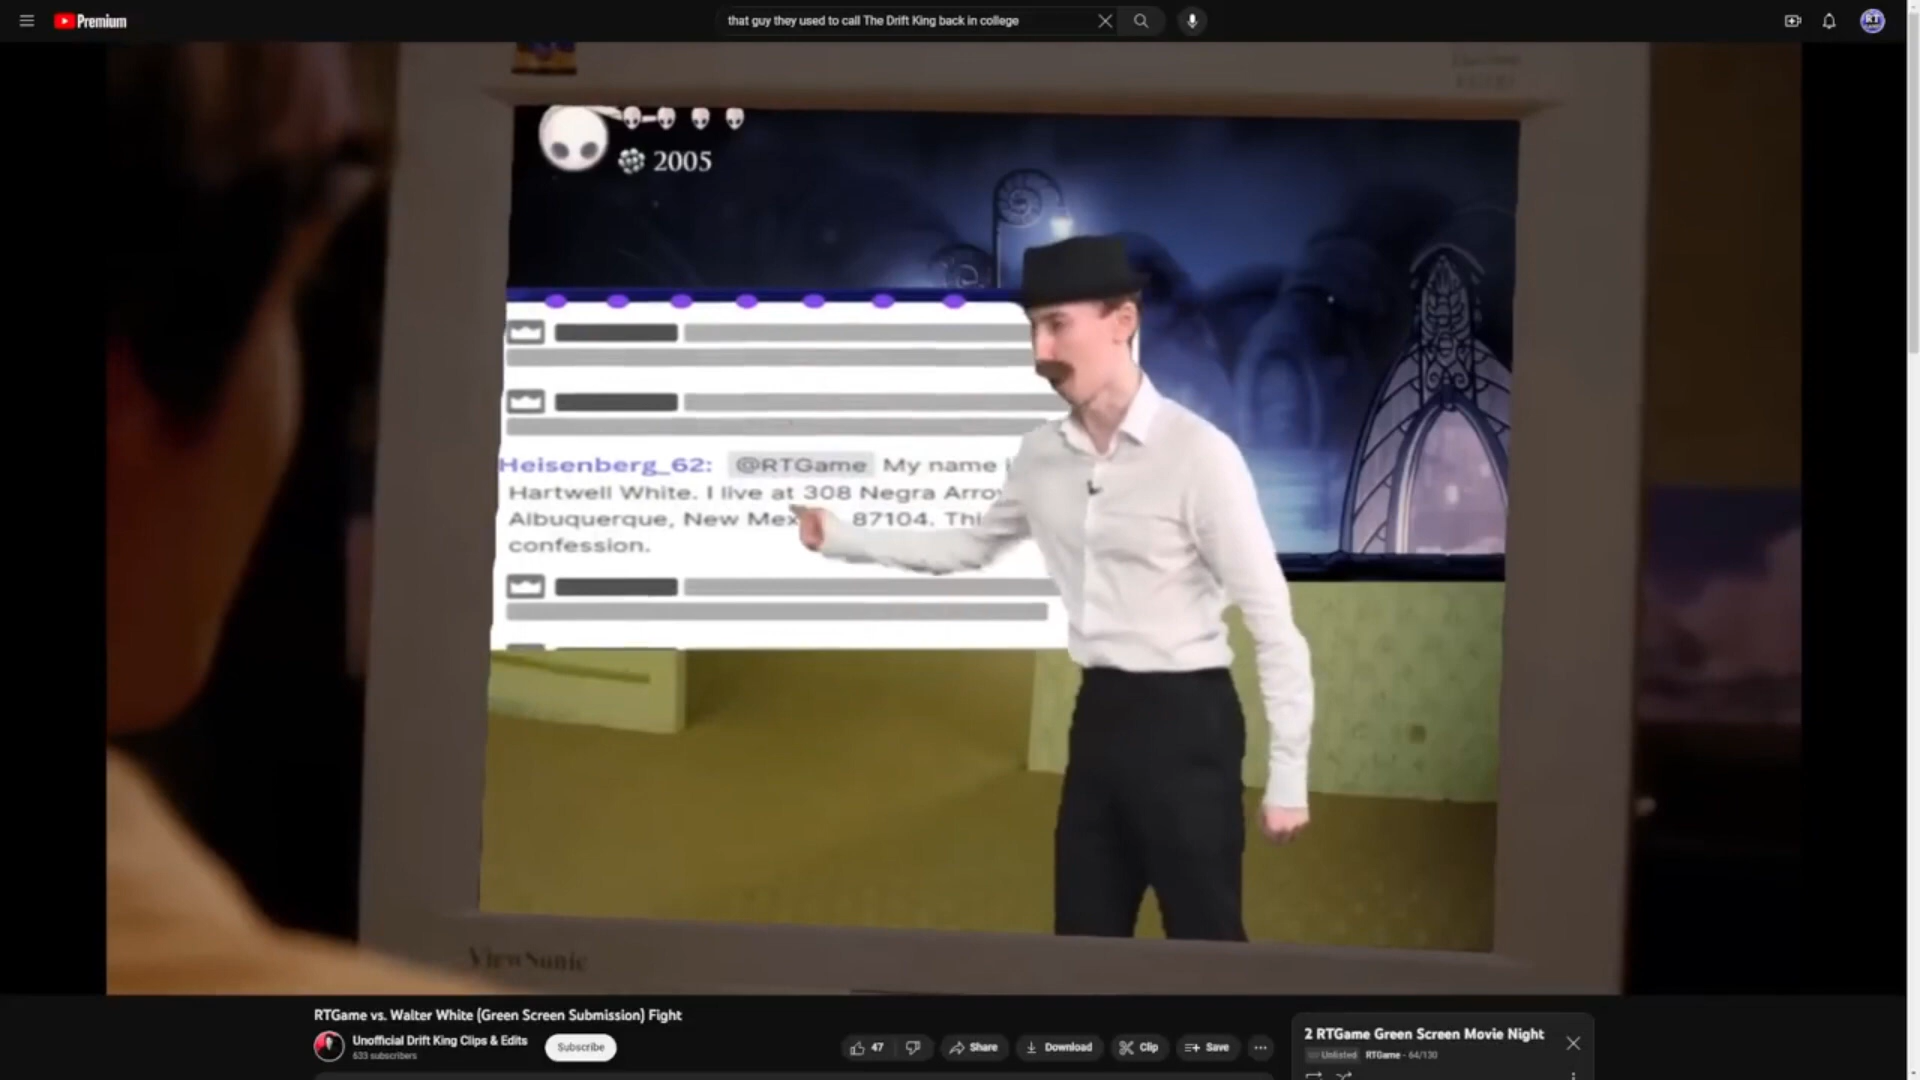 Premium
that guy they used to call The Drift King back in college
RT
2005
Heisenberg_62: @RTGame My name
Hartwell White. I live at 308 Negra Arro
Albuquerque, New Mex 87104. Thi
confession.
ViewSonic
RTGame vs. Walter White (Green Screen Submission) Fight
Unofficial Drift King Clips & Edits
633 subscribers
Subscribe
47
Share
Download
Clip
Save
2 RTGame Green Screen Movie Night
Unlisted RTGame - 64/130